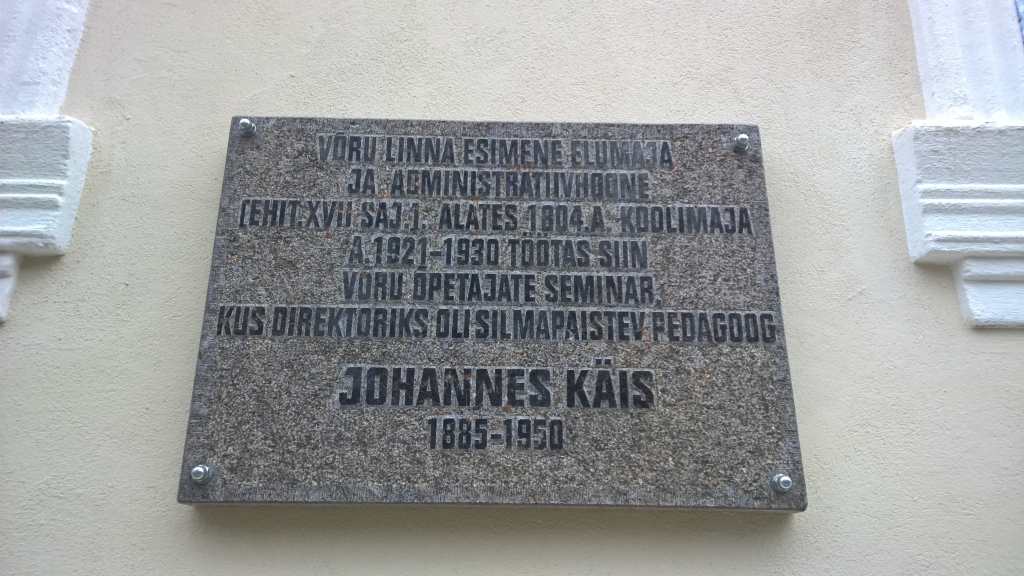 VÕRU LINNA ESIMENE ELUMAJA
JA ADMINISTRATIIVHOONE
(EHIT.XVIII SAJ.). ALATES 1804.A. KOOLIMAJA
A.1921-1930 TÖÖTAS SIIN
VÕRU ÕPETAJATE SEMINAR,
KUS DIREKTORIKS OLI SILMAPAISTEV PEDAGOOG
JOHANNES KÄIS
1885-1950